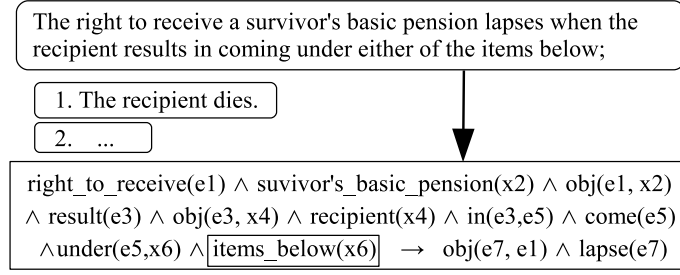 The right to receive a survivor's basic pension lapses when the
recipient results in coming under either of the items below;
1. The recipient dies.
2. ...
right_to_receive(e1) ∧ suvivor's_basic_pension(x2) ∧ obj(e1, x2)
∧ result(e3) ∧ obj(e3, x4) ∧ recipient(x4) ∧ in(e3,e5) ∧ come(e5)
∧under(e5,x6) ∧ items_below(x6) → obj(e7, e1) ∧ lapse(e7)